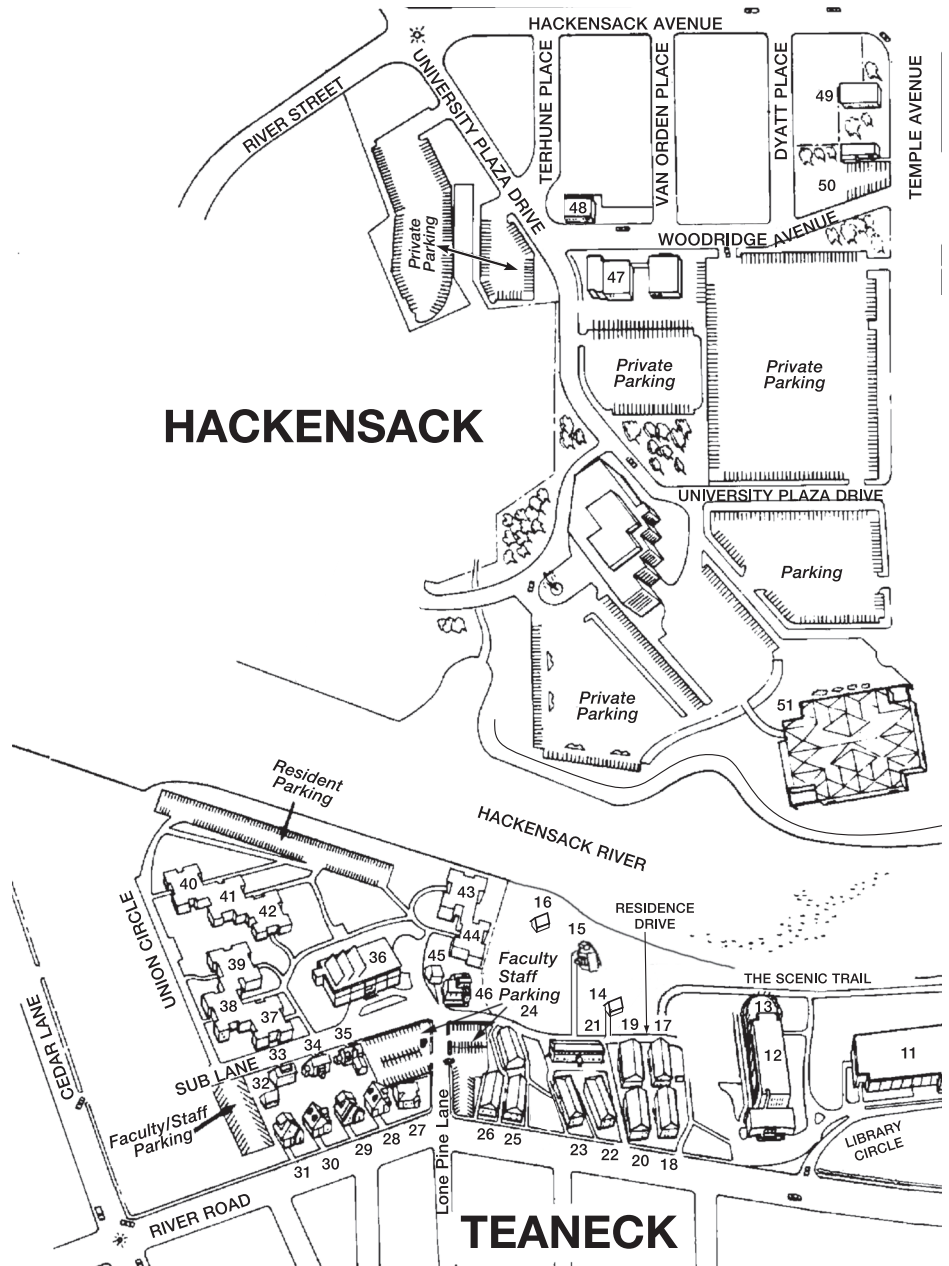 HACKENSACK AVENUE
RIVER STREET
UNIVERSITY PLAZA DRIVE
TERHUNE PLACE
VAN ORDEN PLACE
DYATT PLACE
TEMPLE AVENUE
49
50
48
WOODRIDGE AVENUE
Private
Parking
47
Private
Parking
Private
Parking
HACKENSACK
UNIVERSITY PLAZA DRIVE
Parking
51
Private
Parking
Resident
Parking
HACKENSACK RIVER
UNION CIRCLE
40
41
42
43
44
16
15
RESIDENCE
DRIVE
39
36
45
46
Faculty
Staff
Parking
24
14
THE SCENIC TRAIL
38
37
21
19
17
13
12
11
CEDAR LANE
SUB LANE
33
34
35
32
Faculty/Staff
Parking
31
30
29
28
27
Lone Pine Lane
26
25
23
22
20
18
LIBRARY
CIRCLE
RIVER ROAD
TEANECK